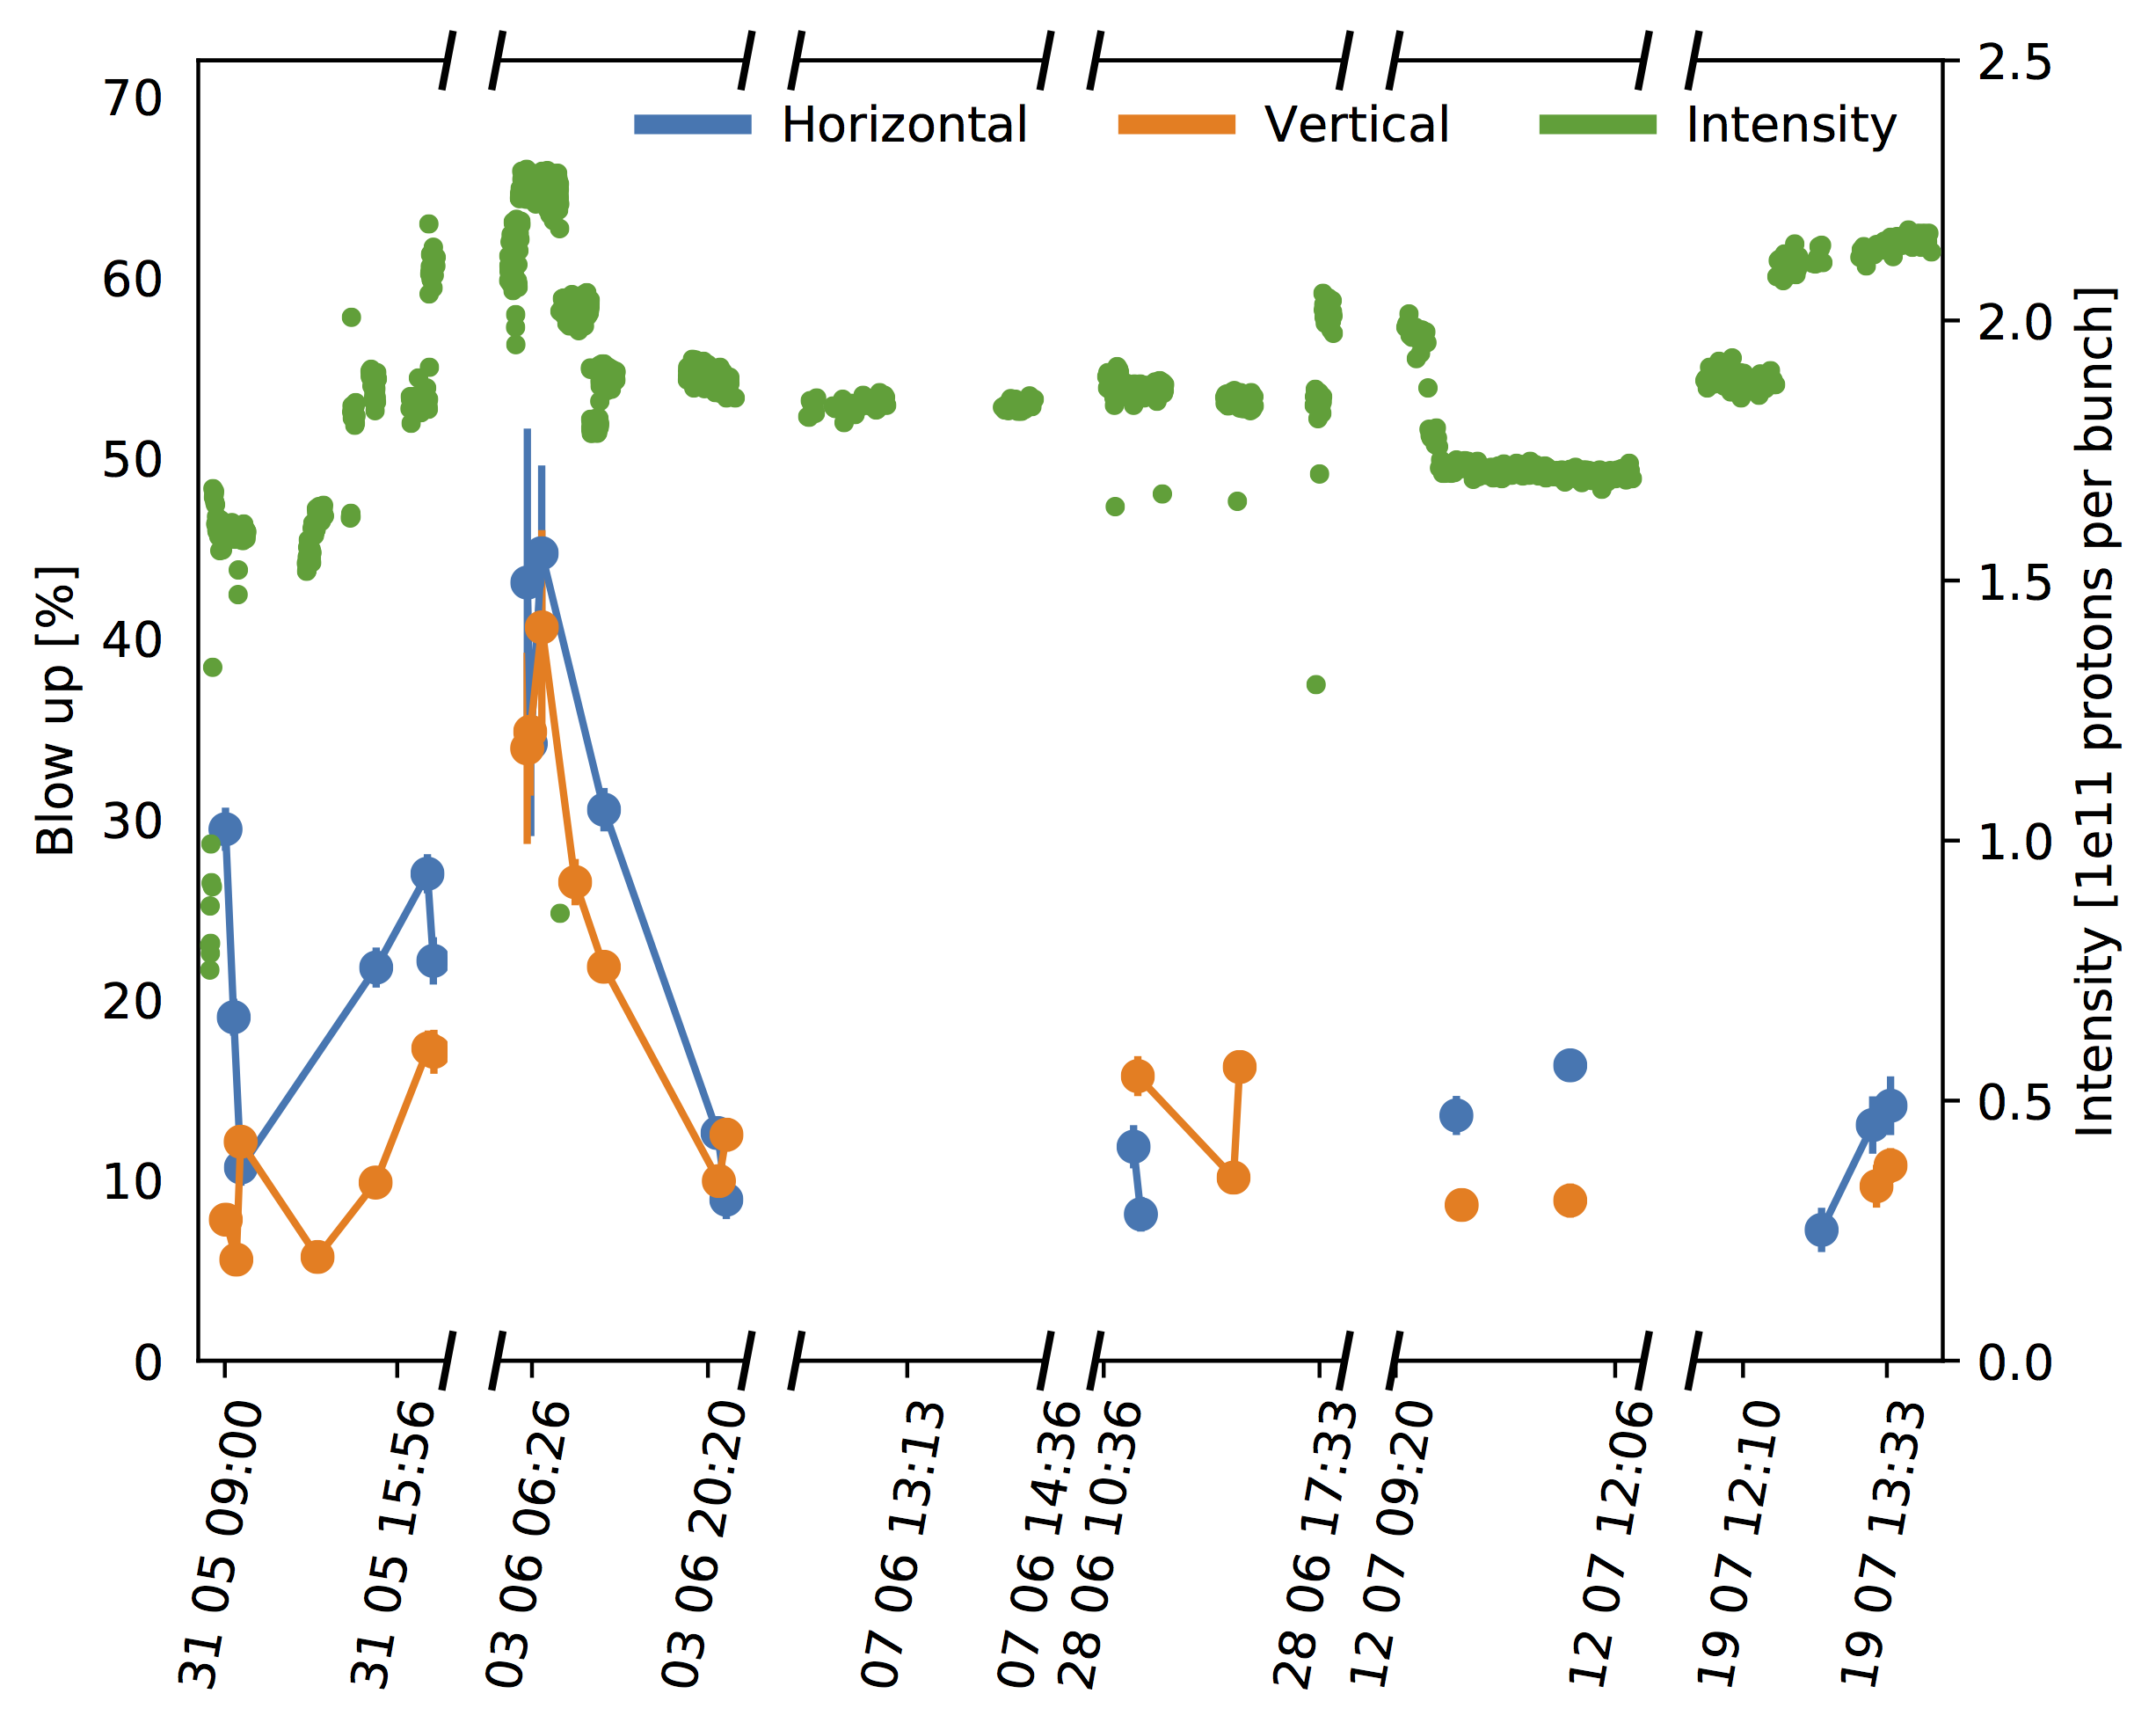 Horizontal Vertical Intensity
Blow up [%]
70
60
50
40
30
20
10
0
2.5
2.0
1.5
1.0
0.5
0.0
Intensity [1e11 protons per bunch]
31 05 09:00
31 05 15:56
03 06 06:26
03 06 20:20
07 06 13:13
07 06 14:36
28 06 10:36
28 06 17:33
12 07 09:20
12 07 12:06
19 07 12:10
19 07 13:33